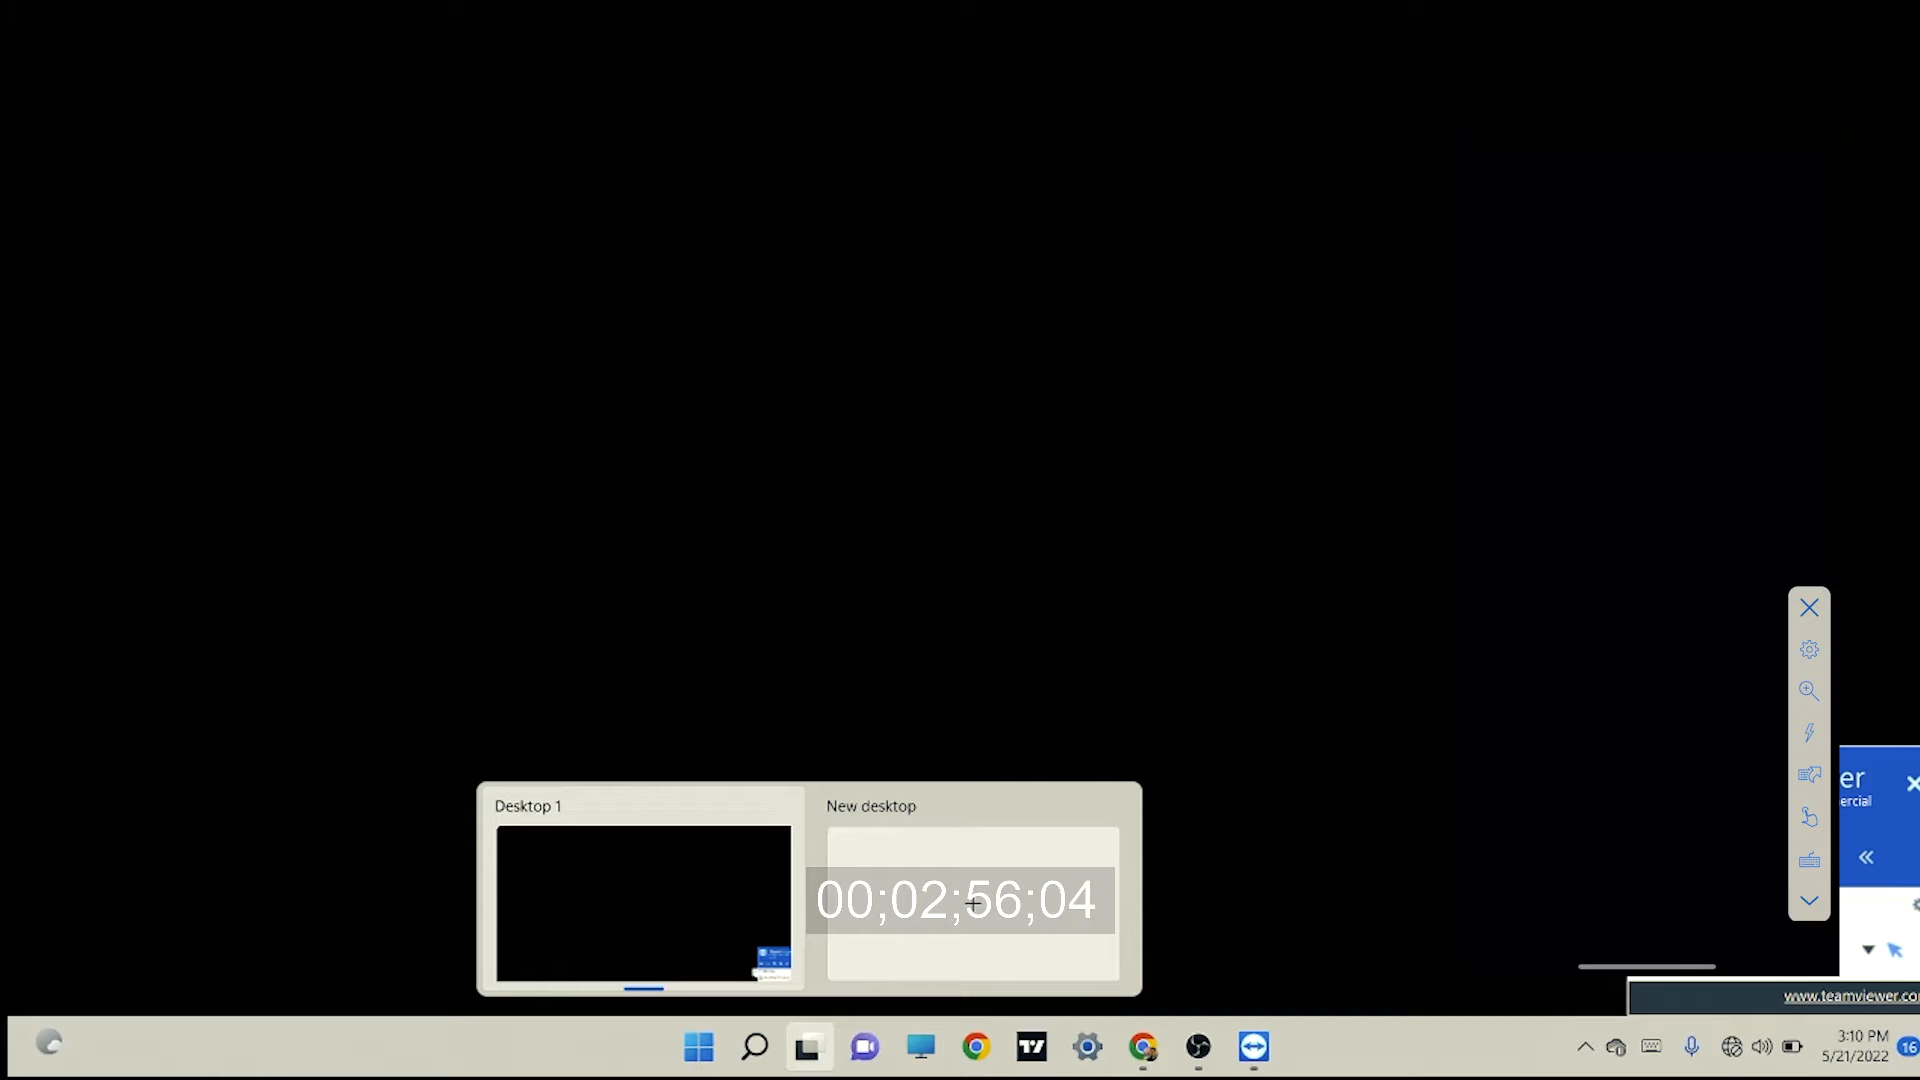 Desktop 1
New desktop
00;02;56;04
er
ercial
www.teamviewer.co
3:10 PM
5/21/2022
16